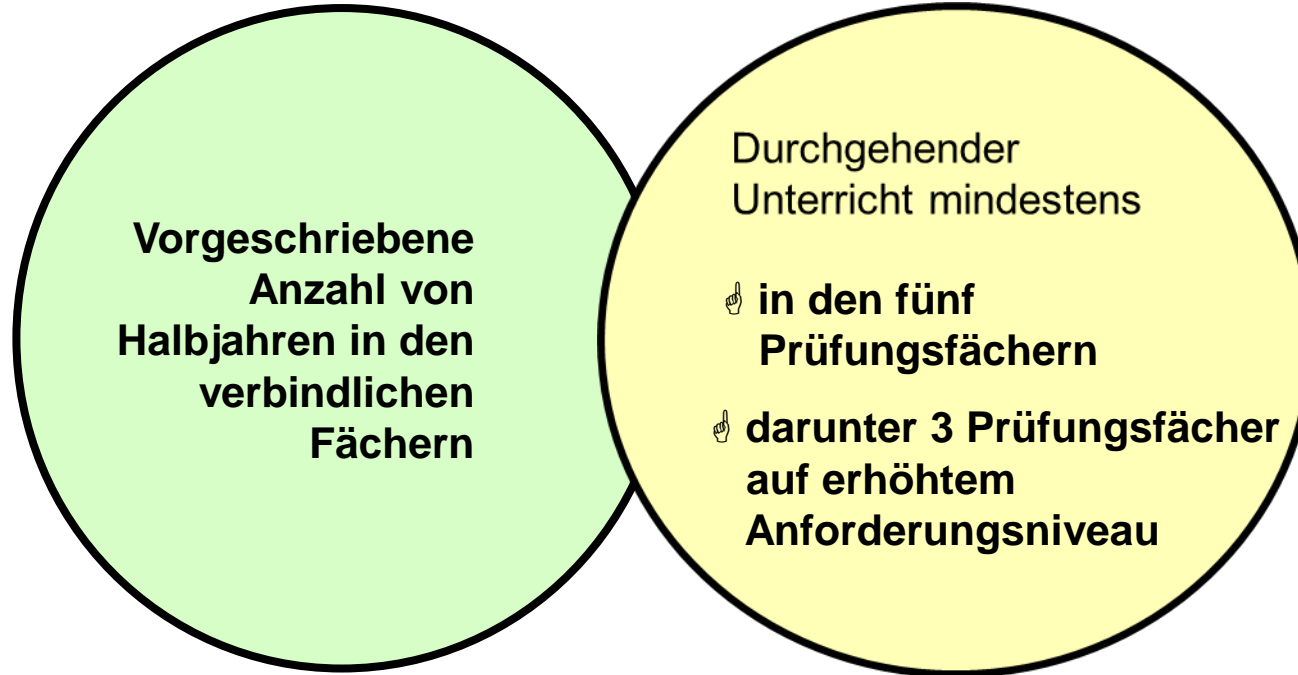 Vorgeschriebene
Anzahl von
Halbjahren in den
verbindlichen
Fächern
Durchgehender
Unterricht mindestens
☝ in den fünf
Prüfungsfächern
☝ darunter 3 Prüfungsfächer
auf erhöhtem
Anforderungsniveau